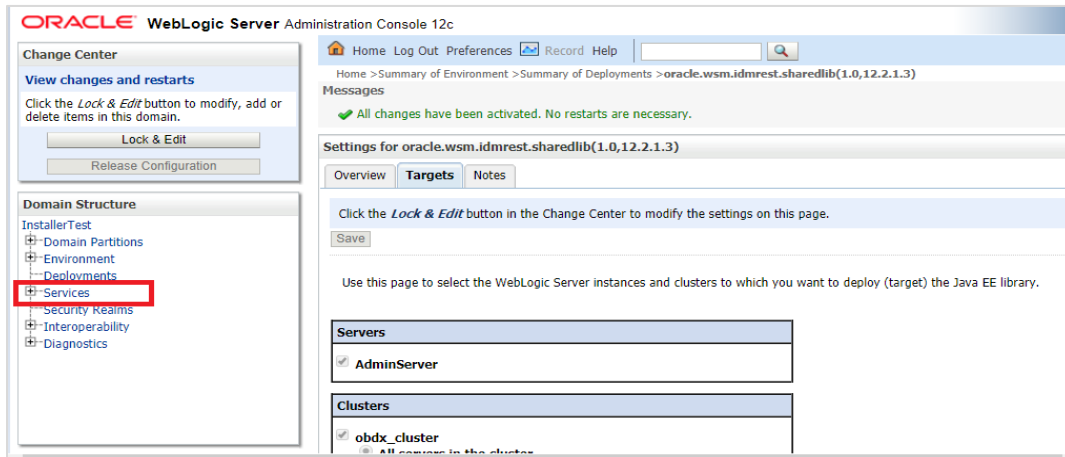 ORACLE WebLogic Server Administration Console 12c
Change Center
View changes and restarts
Click the Lock & Edit button to modify, add or
delete items in this domain.
Lock & Edit
Release Configuration
Domain Structure
InstallerTest
Domain Partitions
Environment
Deployments
Services
Security Realms
Interoperability
Diagnostics
Home Log Out Preferences Record Help
Home >Summary of Environment >Summary of Deployments >oracle.wsm.idmrest.sharedlib(1.0,12.2.1.3)
Messages
All changes have been activated. No restarts are necessary.
Settings for oracle.wsm.idmrest.sharedlib(1.0,12.2.1.3)
Overview Targets Notes
Click the Lock & Edit button in the Change Center to modify the settings on this page.
Save
Use this page to select the WebLogic Server instances and clusters to which you want to deploy (target) the Java EE library.
Servers
AdminServer
Clusters
obdx_cluster
All servers in the cluster